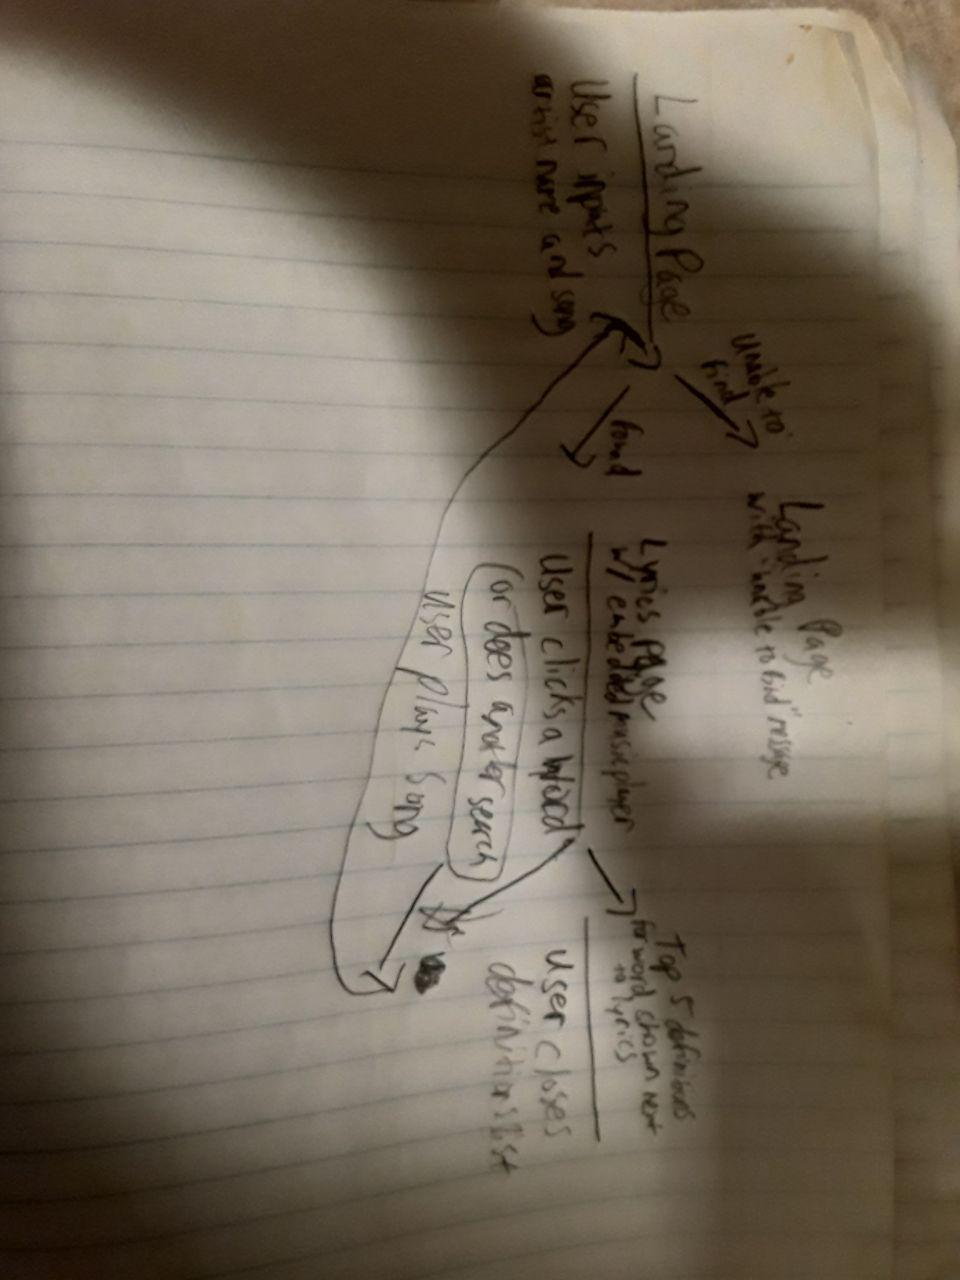 Landing Page
User inputs
artist name and song
Unable to
find
found
Landing Page
with "unable to find" message
Lyrics Page
w/ embedded music player
User clicks a word
(or does another search)
User plays song
Top 5 definitions
for word shown next
to lyrics
User closes
definitions list